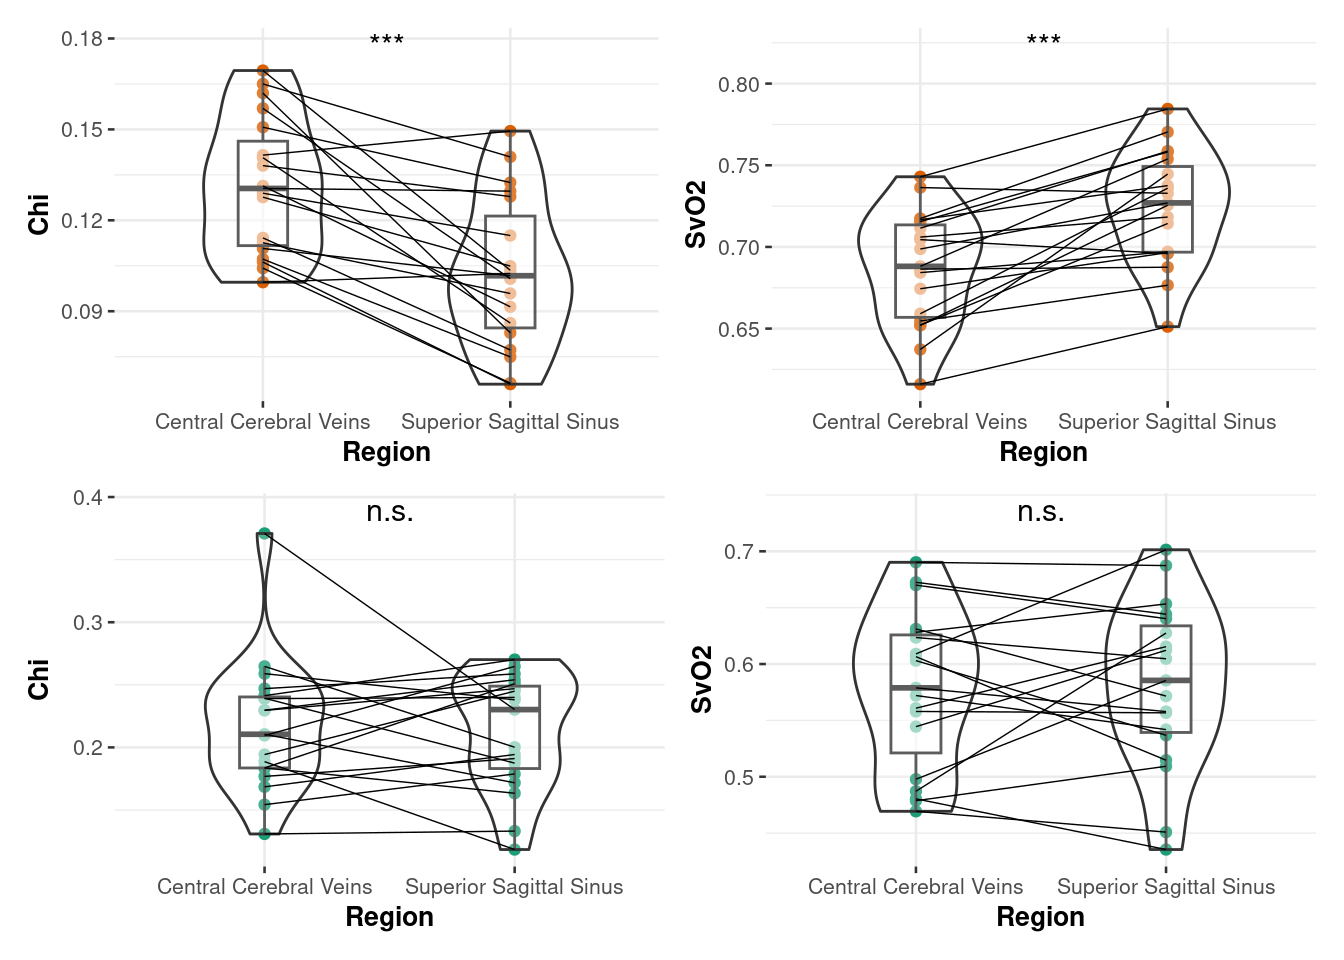 ***
0.18
0.15
0.12
0.09
Chi
Central Cerebral Veins
Superior Sagittal Sinus
Region
***
0.80
0.75
0.70
0.65
SvO2
Central Cerebral Veins
Superior Sagittal Sinus
Region
n.s.
0.4
0.3
0.2
Chi
Central Cerebral Veins
Superior Sagittal Sinus
Region
n.s.
0.7
0.6
0.5
SvO2
Central Cerebral Veins
Superior Sagittal Sinus
Region